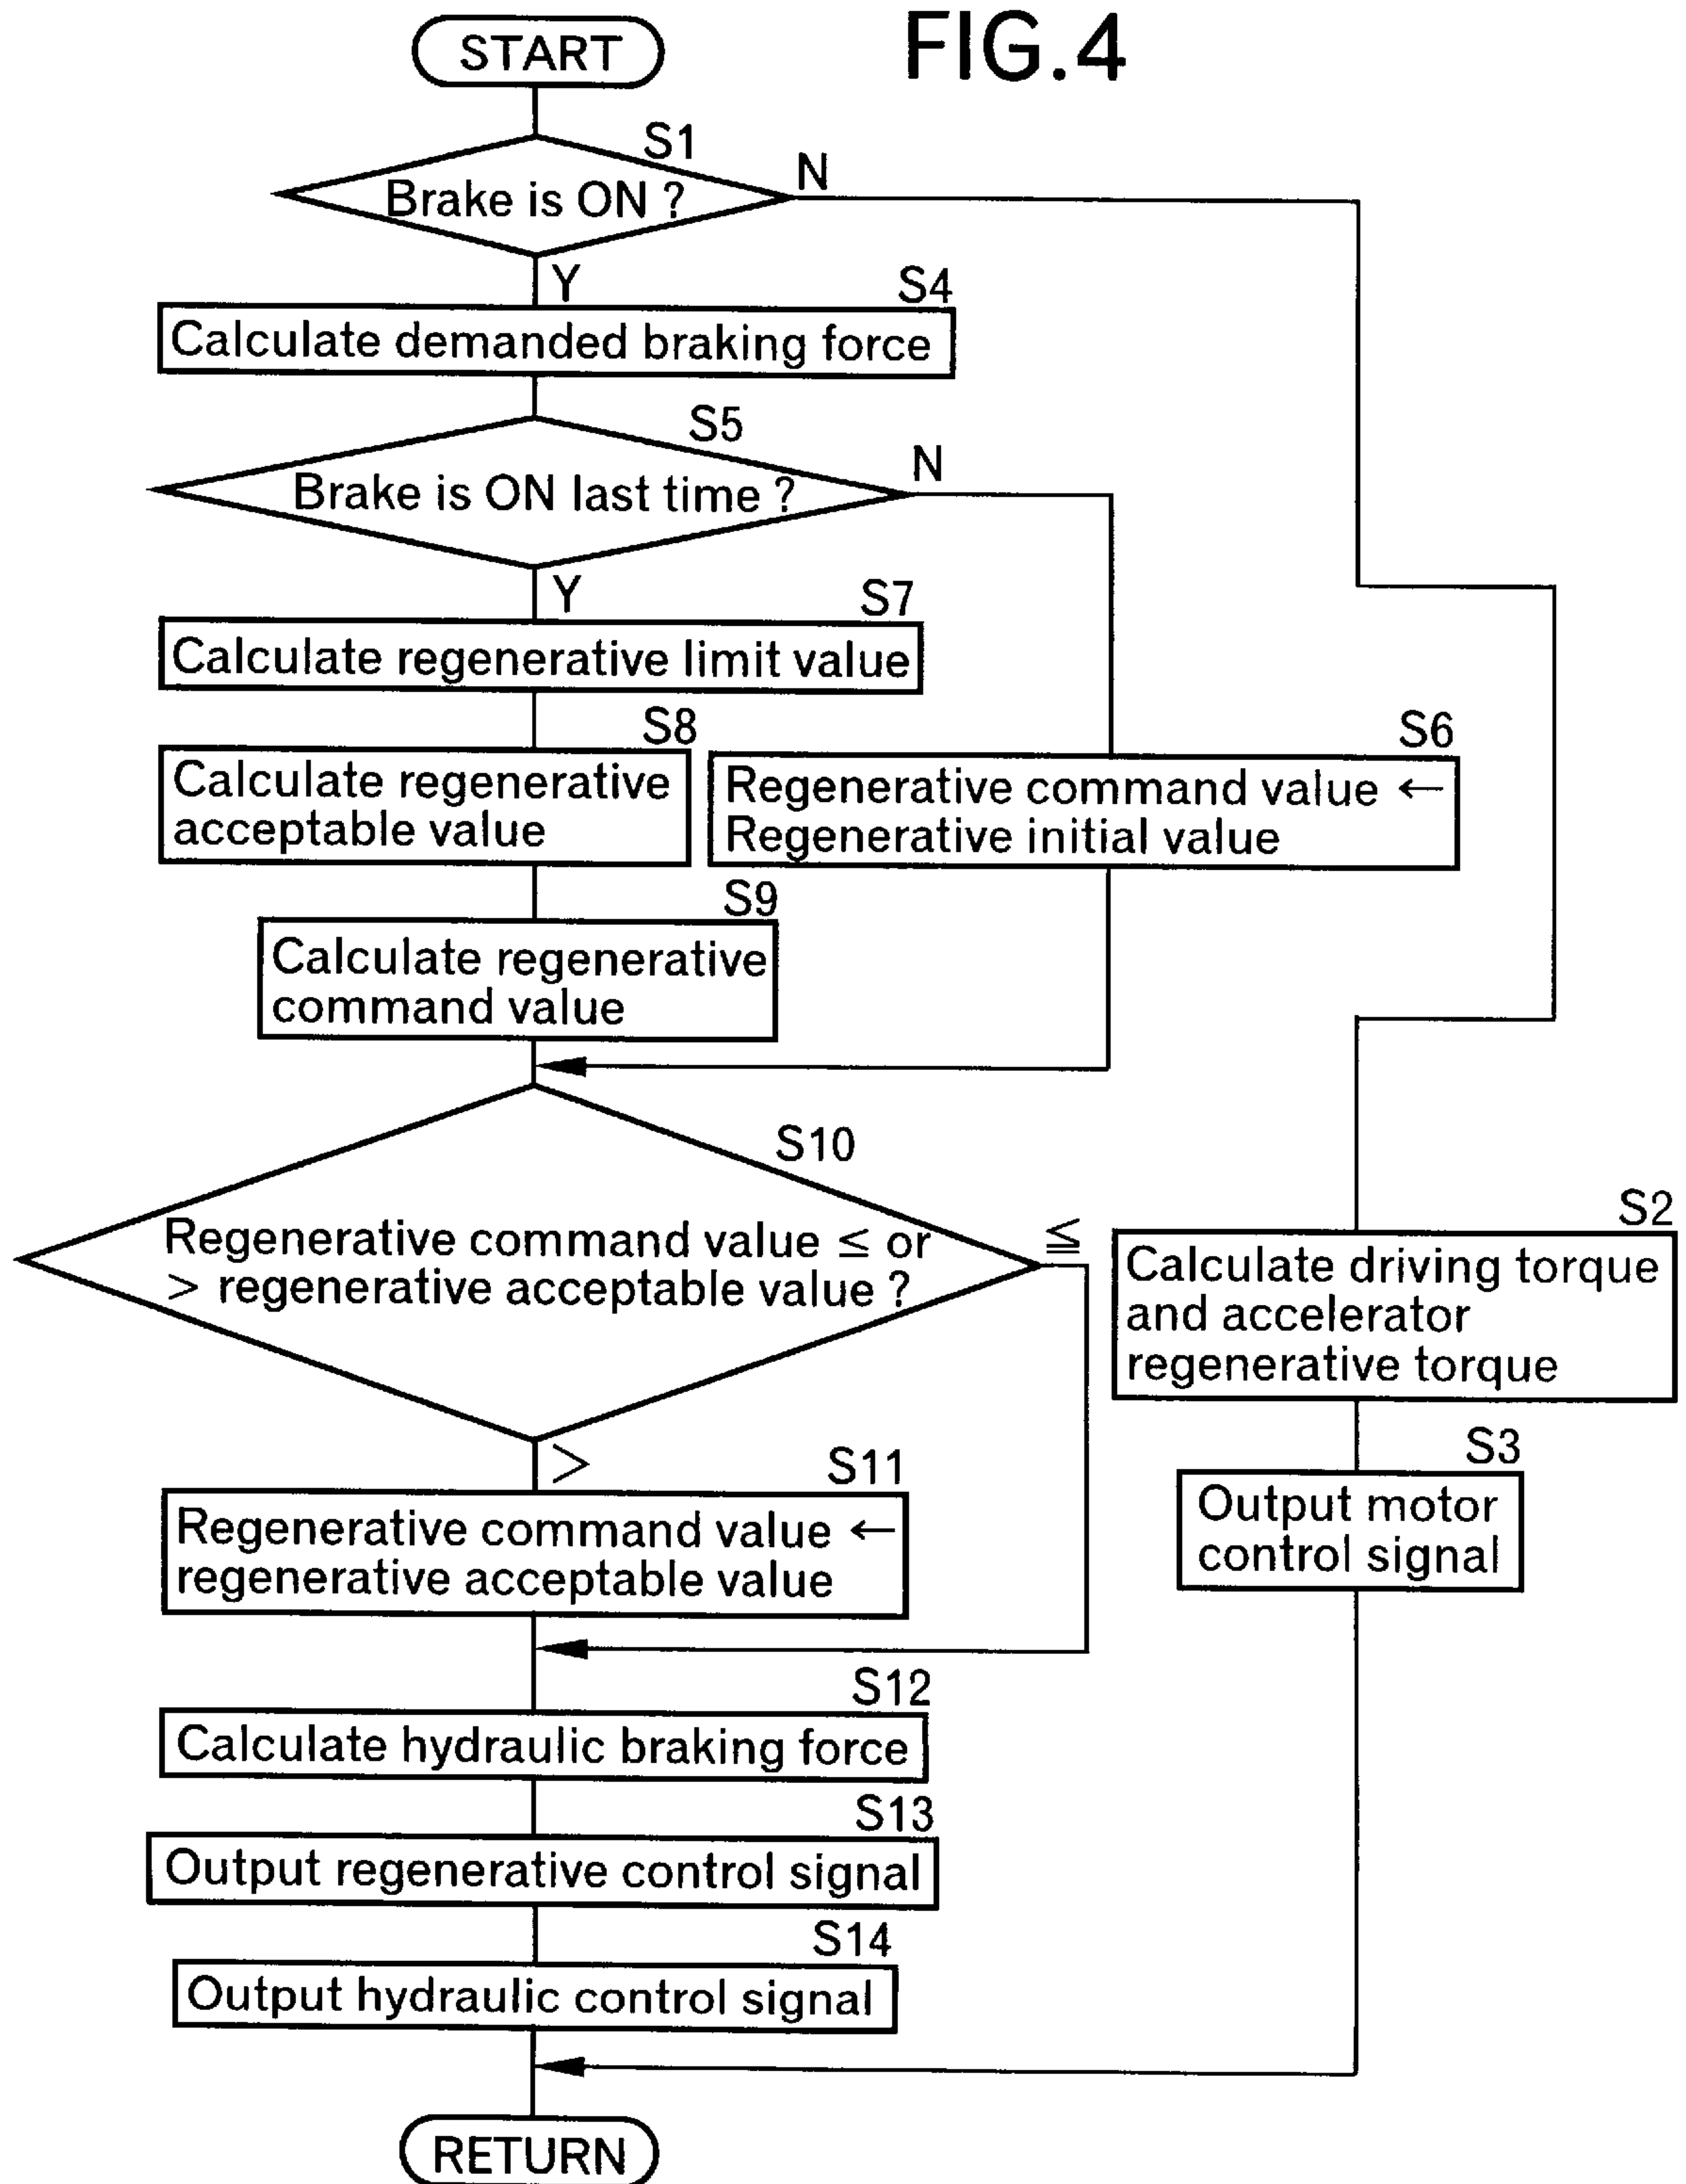 FIG.4
START
S1
Brake is ON ?
N
Y
S4
Calculate demanded braking force
S5
Brake is ON last time ?
N
Y
S7
Calculate regenerative limit value
S8
Calculate regenerative
acceptable value
S6
Regenerative command value ←
Regenerative initial value
S9
Calculate regenerative
command value
S10
Regenerative command value ≤ or
> regenerative acceptable value ?
≦
>
S2
Calculate driving torque
and accelerator
regenerative torque
S3
Output motor
control signal
S11
Regenerative command value ←
regenerative acceptable value
S12
Calculate hydraulic braking force
S13
Output regenerative control signal
S14
Output hydraulic control signal
RETURN